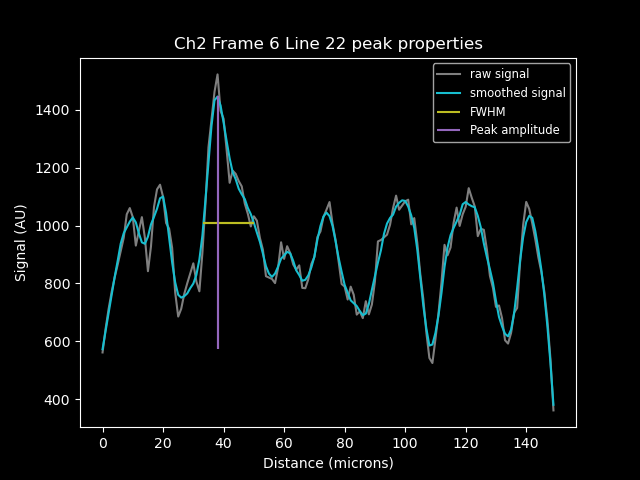 Ch2 Frame 6 Line 22 peak properties
raw signal
smoothed signal
FWHM
Peak amplitude
Signal (AU)
1400
1200
1000
800
600
400
0 20 40 60 80 100 120 140
Distance (microns)